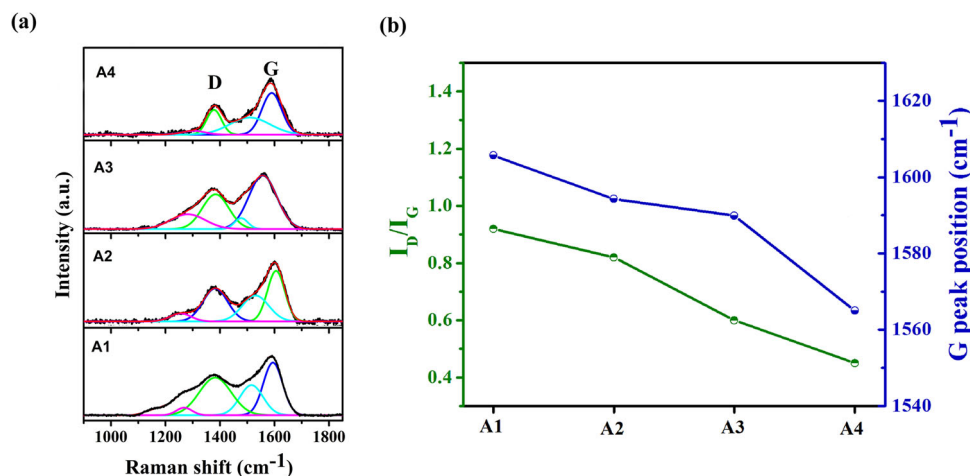 (a)
A4
D
G
A3
A2
A1
Intensity (a.u.)
1000 1200 1400 1600 1800
Raman shift (cm⁻¹)
(b)
1.4
1.2
1.0
0.8
0.6
0.4
I_D/I_G
1620
1600
1580
1560
1540
G peak position (cm⁻¹)
A1 A2 A3 A4